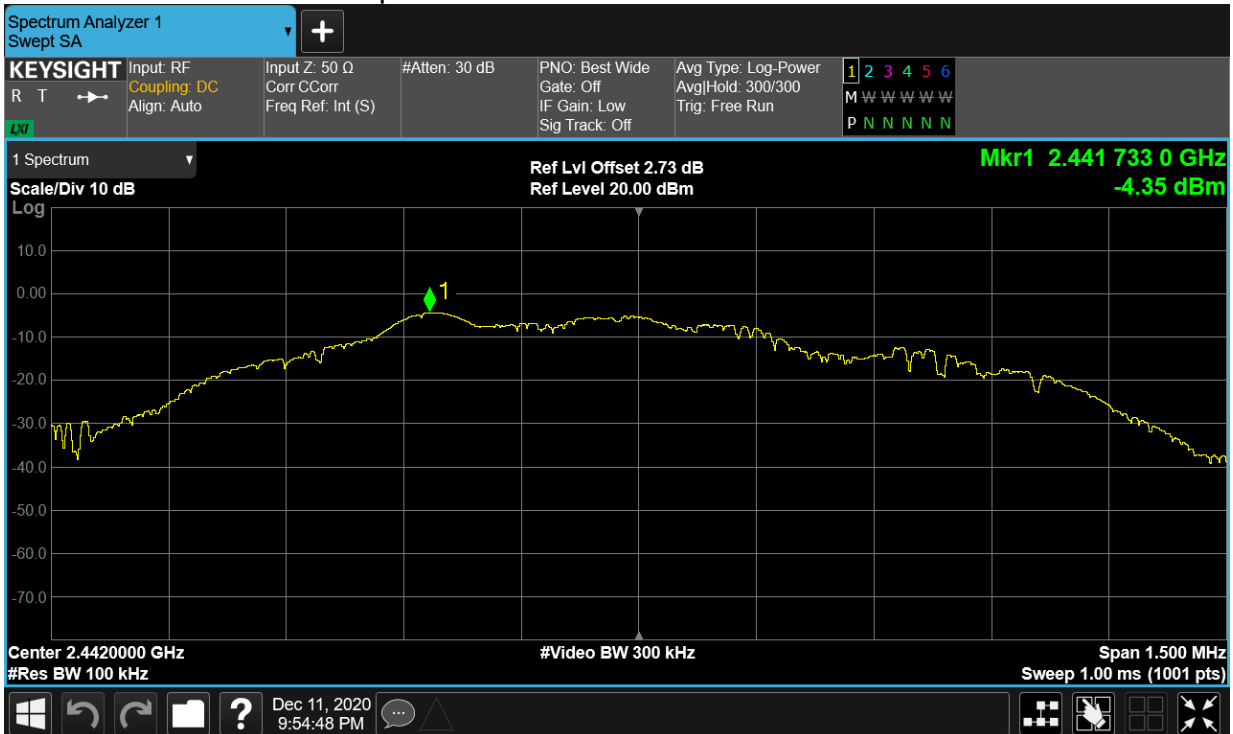 Spectrum Analyzer 1
Swept SA
KEYSIGHT
R T
LXI
Input: RF
Coupling: DC
Align: Auto
Input Z: 50 Ω
Corr CCorr
Freq Ref: Int (S)
#Atten: 30 dB
PNO: Best Wide
Gate: Off
IF Gain: Low
Sig Track: Off
Avg Type: Log-Power
Avg|Hold: 300/300
Trig: Free Run
1 2 3 4 5 6
M W W W W W
P N N N N N
1 Spectrum
Scale/Div 10 dB
Log
Ref Lvl Offset 2.73 dB
Ref Level 20.00 dBm
Mkr1 2.441 733 0 GHz
-4.35 dBm
1
10.0
0.00
-10.0
-20.0
-30.0
-40.0
-50.0
-60.0
-70.0
Center 2.4420000 GHz
#Res BW 100 kHz
#Video BW 300 kHz
Span 1.500 MHz
Sweep 1.00 ms (1001 pts)
?
Dec 11, 2020
9:54:48 PM